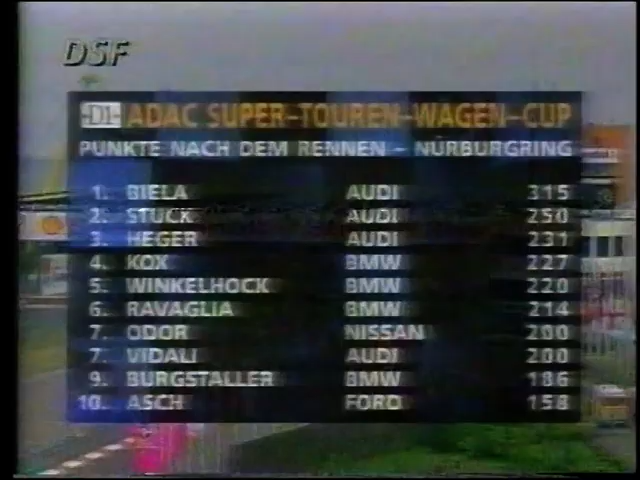 DSF
D1 ADAC SUPER-TOUREN-WAGEN-CUP
PUNKTE NACH DEM RENNEN - NÜRBURGRING
1. BIELA AUDI 315
2. STUCK AUDI 250
3. HEGER AUDI 231
4. KOX BMW 227
5. WINKELHOCK BMW 220
6. RAVAGLIA BMW 214
7. ODOR NISSAN 200
7. VIDALI AUDI 200
9. BURGSTALLER BMW 186
10. ASCH FORD 158